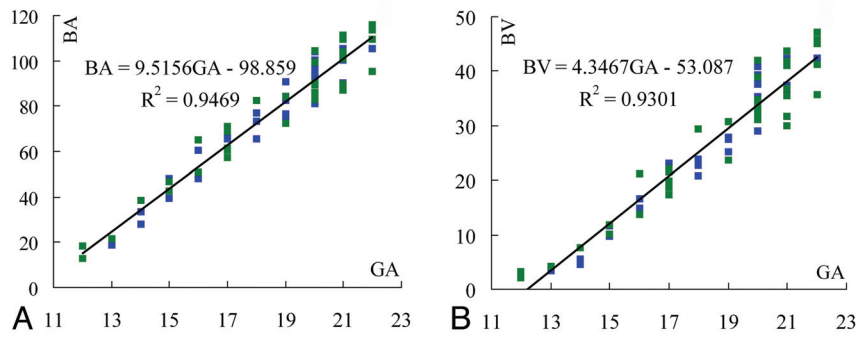 120
100
80
60
40
20
0
BA
BA = 9.5156GA - 98.859
R² = 0.9469
GA
11 13 15 17 19 21 23
A
50
40
30
20
10
0
BV
BV = 4.3467GA - 53.087
R² = 0.9301
GA
11 13 15 17 19 21 23
B